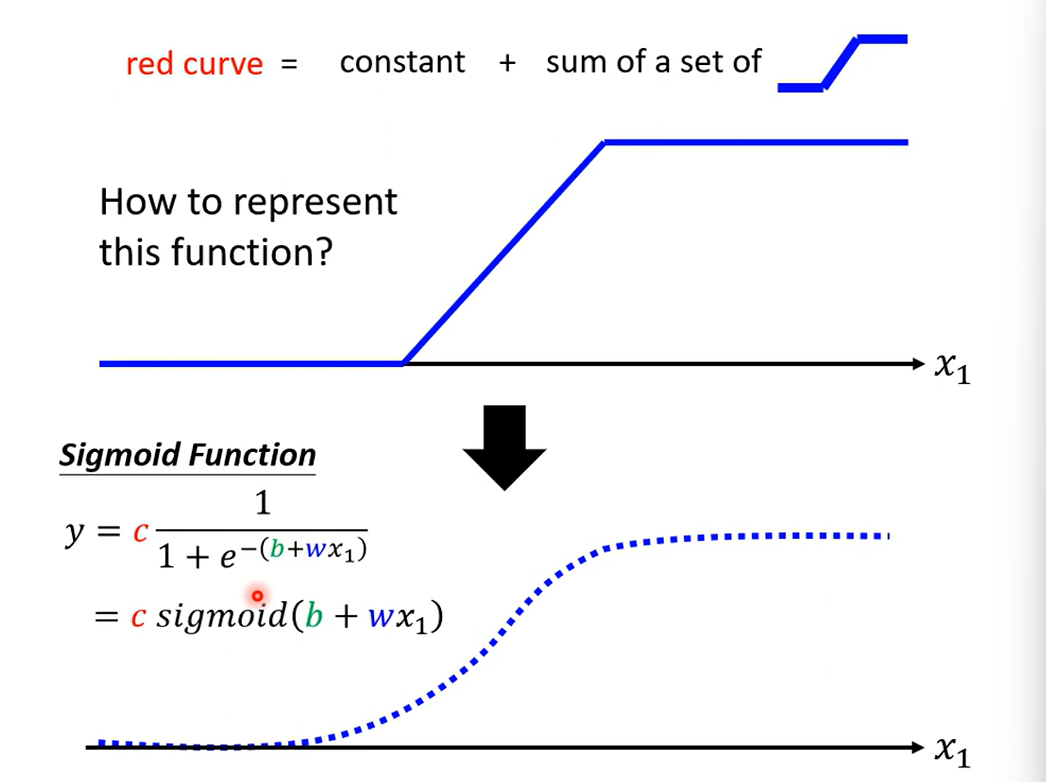 red curve = constant + sum of a set of
How to represent
this function?
x₁
Sigmoid Function
y = c 1 / (1 + e^−(b+wx₁))
= c sigmoid(b + wx₁)
x₁